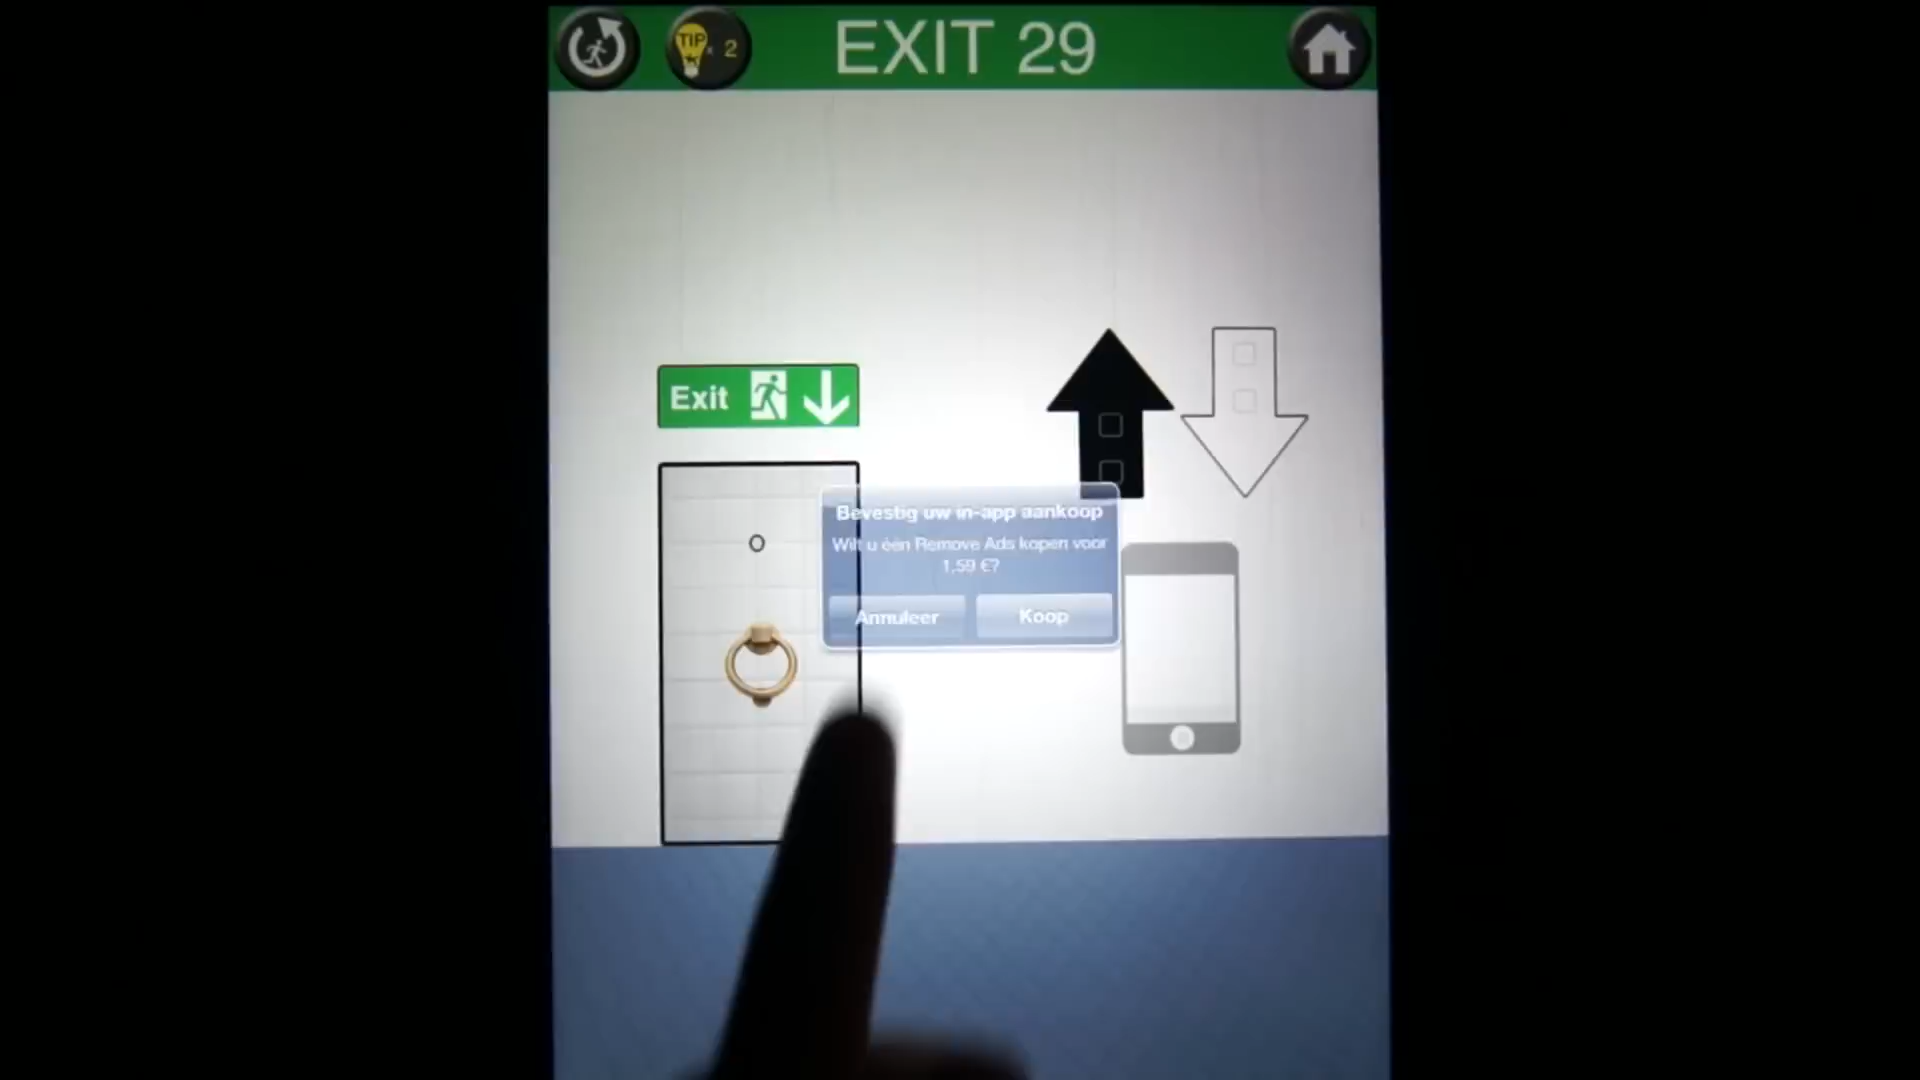 TIP x 2
EXIT 29
Exit
Bevestig uw in-app aankoop
Wilt u één Remove Ads kopen voor
1,59 €?
Annuleer
Koop